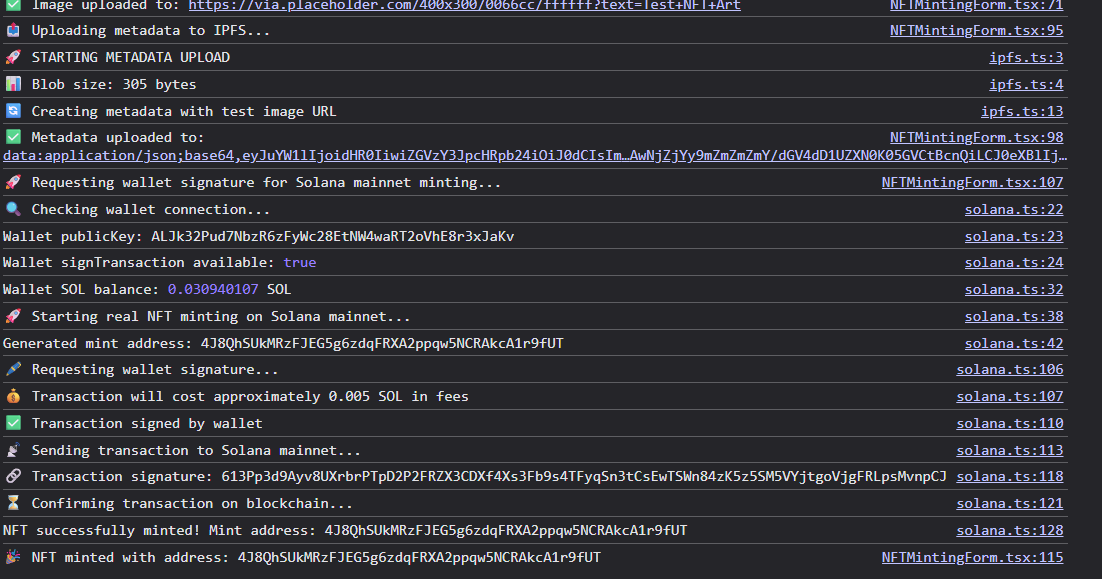 ✅ Image uploaded to: https://via.placeholder.com/400x300/0066cc/ffffff?text=Test+NFT+Art NFTMintingForm.tsx:71
📤 Uploading metadata to IPFS... NFTMintingForm.tsx:95
🚀 STARTING METADATA UPLOAD ipfs.ts:3
📊 Blob size: 305 bytes ipfs.ts:4
🔄 Creating metadata with test image URL ipfs.ts:13
✅ Metadata uploaded to: NFTMintingForm.tsx:98
data:application/json;base64,eyJuYW1lIjoidHR0IiwiZGVzY3JpcHRpb24iOiJ0dCIsIm…AwNjZjYy9mZmZmZmY/dGV4dD1UZXN0K05GVCtBcnQiLCJ0eXBlIj…
🚀 Requesting wallet signature for Solana mainnet minting... NFTMintingForm.tsx:107
🔍 Checking wallet connection... solana.ts:22
Wallet publicKey: ALJk32Pud7NbzR6zFyWc28EtNW4waRT2oVhE8r3xJaKv solana.ts:23
Wallet signTransaction available: true solana.ts:24
Wallet SOL balance: 0.030940107 SOL solana.ts:32
🚀 Starting real NFT minting on Solana mainnet... solana.ts:38
Generated mint address: 4J8QhSUkMRzFJEG5g6zdqFRXA2ppqw5NCRAkcA1r9fUT solana.ts:42
🖊️ Requesting wallet signature... solana.ts:106
💰 Transaction will cost approximately 0.005 SOL in fees solana.ts:107
✅ Transaction signed by wallet solana.ts:110
📡 Sending transaction to Solana mainnet... solana.ts:113
🔗 Transaction signature: 613Pp3d9Ayv8UXrbrPTpD2P2FRZX3CDXf4Xs3Fb9s4TFyqSn3tCsEwTSWn84zK5z5SM5VYjtgoVjgFRLpsMvnpCJ solana.ts:118
⏳ Confirming transaction on blockchain... solana.ts:121
NFT successfully minted! Mint address: 4J8QhSUkMRzFJEG5g6zdqFRXA2ppqw5NCRAkcA1r9fUT solana.ts:128
🎉 NFT minted with address: 4J8QhSUkMRzFJEG5g6zdqFRXA2ppqw5NCRAkcA1r9fUT NFTMintingForm.tsx:115